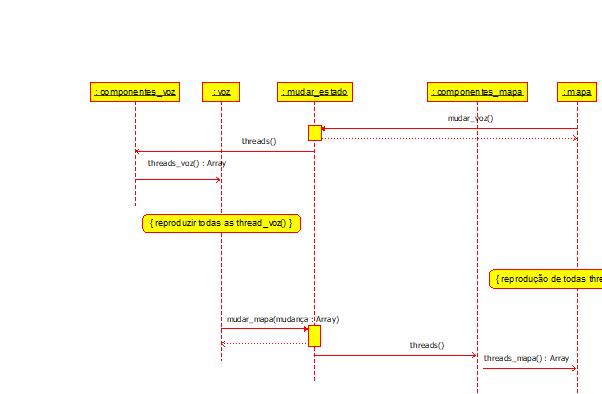 : componentes_voz
: voz
: mudar_estado
: componentes_mapa
: mapa
mudar_voz()
threads()
threads_voz() : Array
{ reproduzir todas as thread_voz() }
{ reprodução de todas thre
mudar_mapa(mudança : Array)
threads()
threads_mapa() : Array